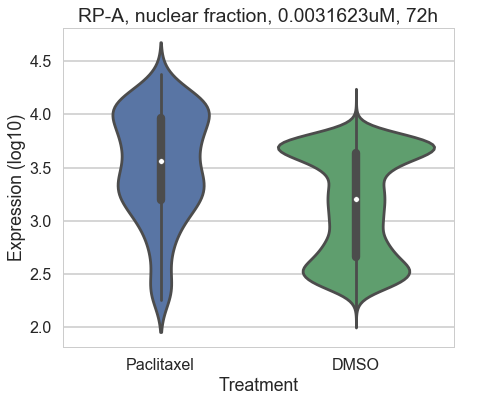 RP-A, nuclear fraction, 0.0031623uM, 72h
Expression (log10)
4.5
4.0
3.5
3.0
2.5
2.0
Paclitaxel DMSO
Treatment